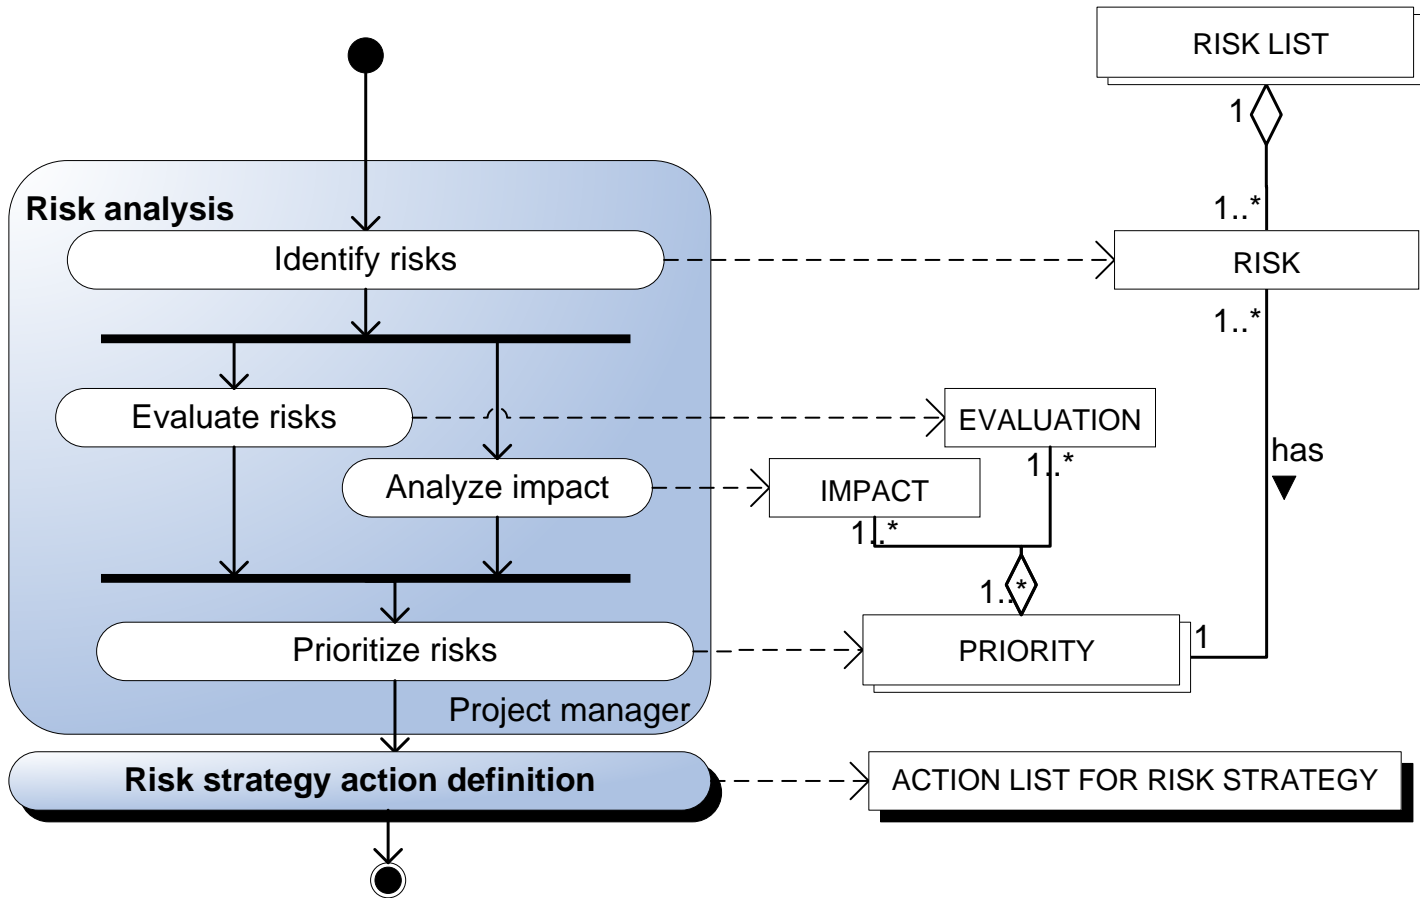 RISK LIST
1
1..*
Risk analysis
Identify risks
RISK
1..*
Evaluate risks
EVALUATION
1..*
has
Analyze impact
IMPACT
1..*
1..*
Prioritize risks
PRIORITY
1
Project manager
Risk strategy action definition
ACTION LIST FOR RISK STRATEGY